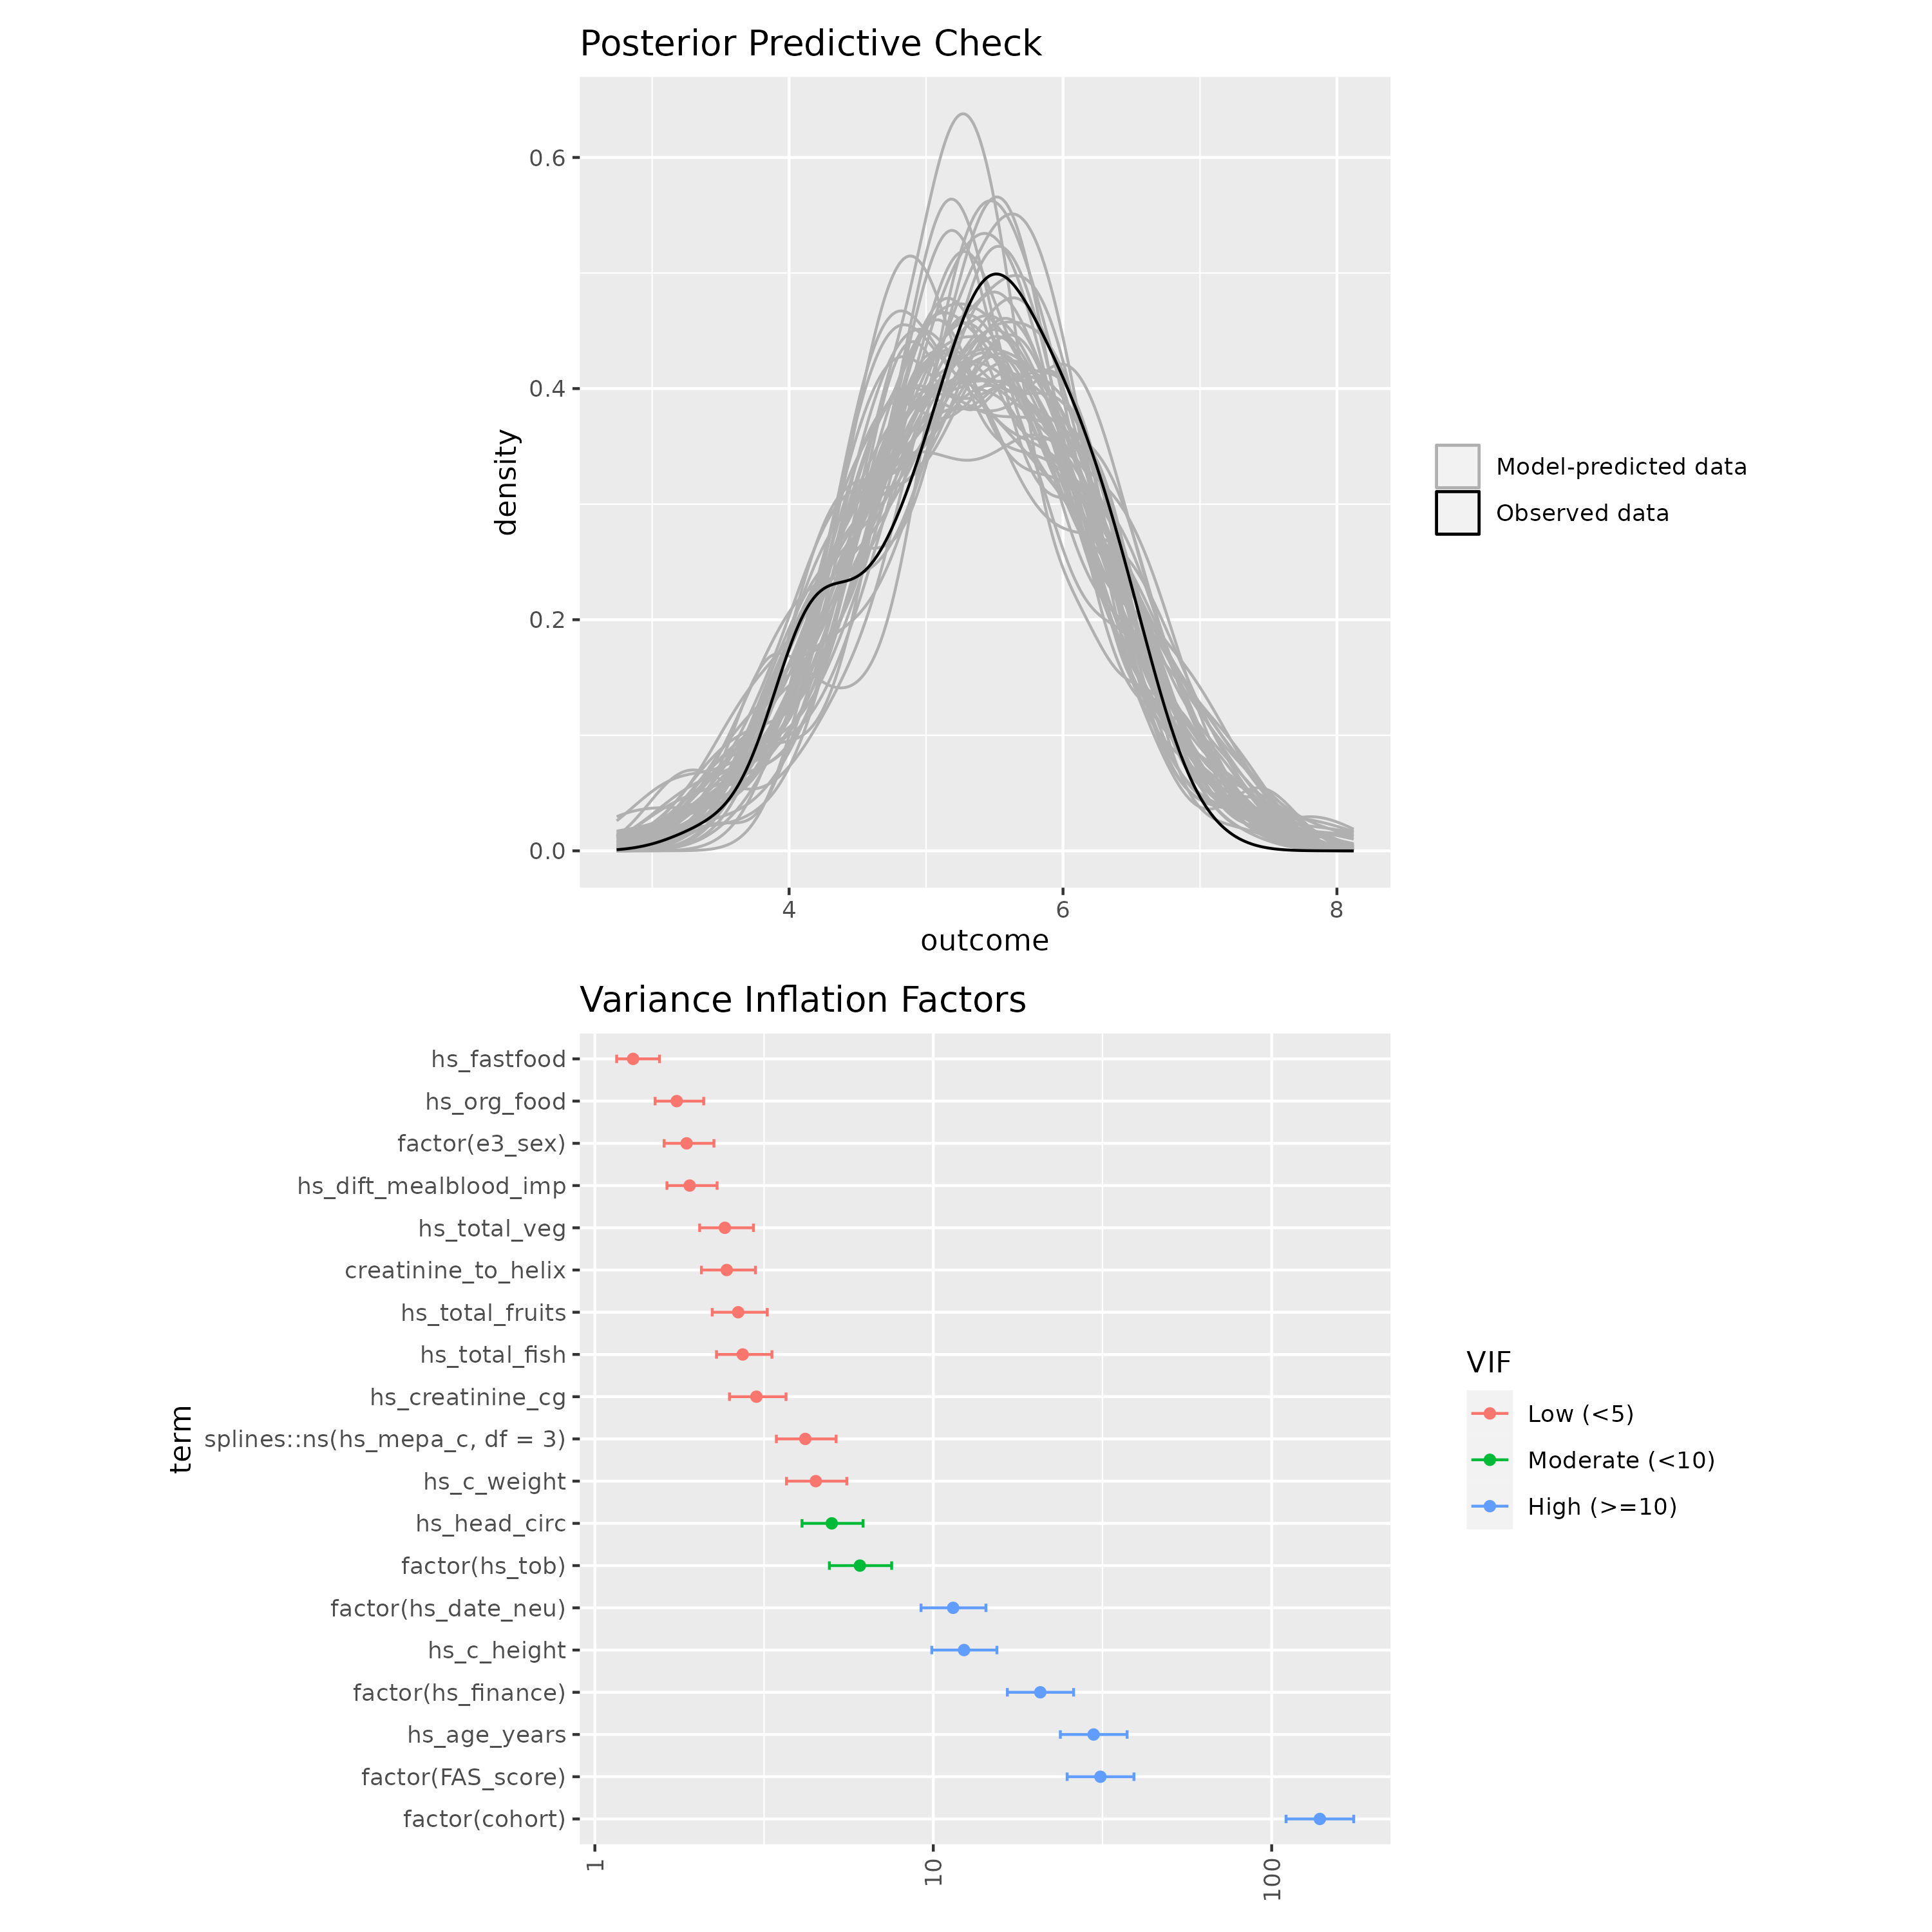 Posterior Predictive Check
0.6
0.4
0.2
0.0
density
4
6
8
outcome
Model-predicted data
Observed data
Variance Inflation Factors
hs_fastfood
hs_org_food
factor(e3_sex)
hs_dift_mealblood_imp
hs_total_veg
creatinine_to_helix
hs_total_fruits
hs_total_fish
hs_creatinine_cg
splines::ns(hs_mepa_c, df = 3)
hs_c_weight
hs_head_circ
factor(hs_tob)
factor(hs_date_neu)
hs_c_height
factor(hs_finance)
hs_age_years
factor(FAS_score)
factor(cohort)
term
1
10
100
VIF
Low (<5)
Moderate (<10)
High (>=10)